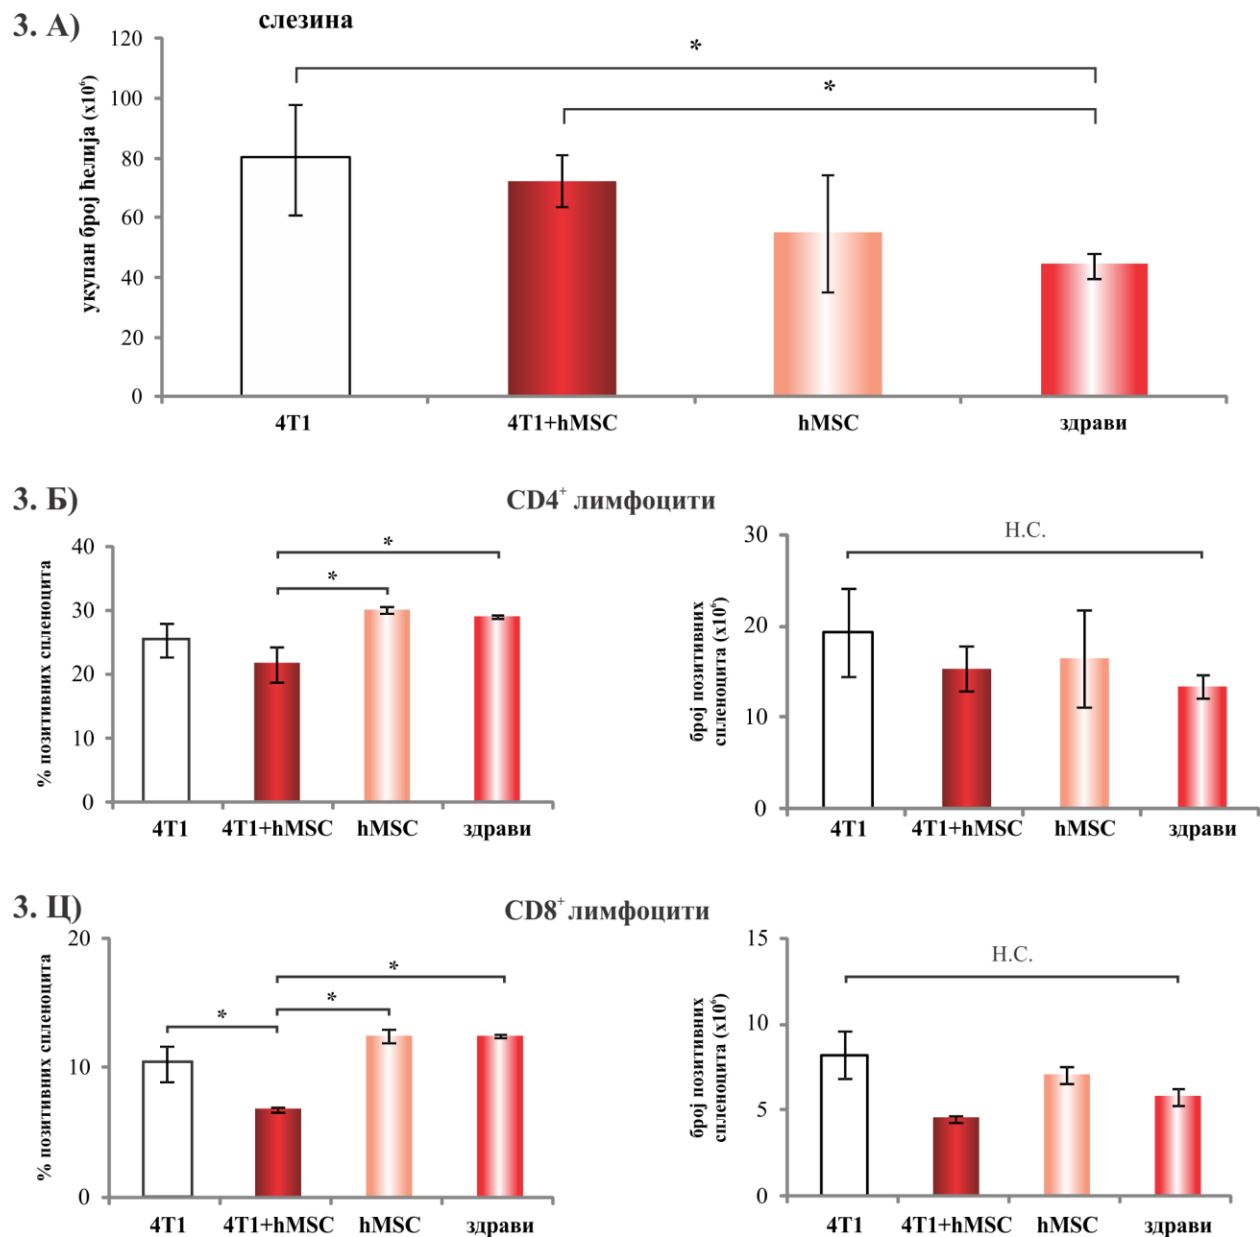 3. А)
слезина
укупан број ћелија (x10⁶)
120
100
80
60
40
20
0
*
*
4T1
4T1+hMSC
hMSC
здрави
3. Б)
CD4⁺ лимфоцити
% позитивних спленоцита
40
30
20
10
0
*
*
4T1
4T1+hMSC
hMSC
здрави
број позитивних
спленоцита (x10⁶)
30
20
10
0
Н.С.
4T1
4T1+hMSC
hMSC
здрави
3. Ц)
CD8⁺ лимфоцити
% позитивних спленоцита
20
10
0
*
*
*
4T1
4T1+hMSC
hMSC
здрави
број позитивних
спленоцита (x10⁶)
15
10
5
0
Н.С.
4T1
4T1+hMSC
hMSC
здрави